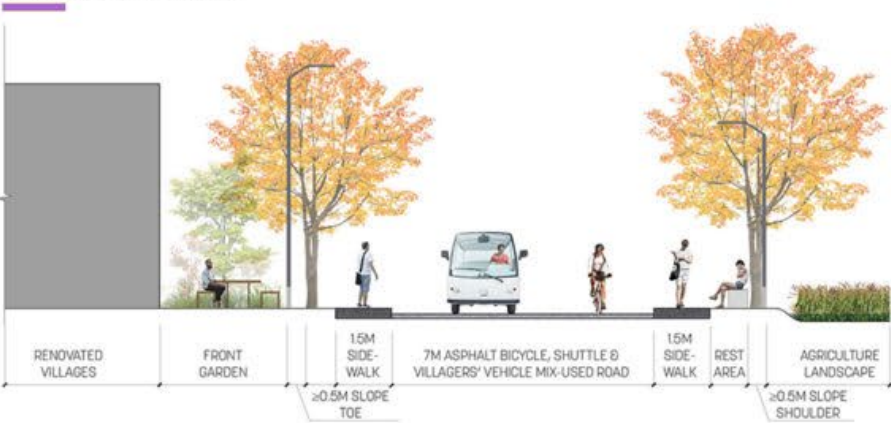 RENOVATED
VILLAGES
FRONT
GARDEN
≥0.5M SLOPE
TOE
1.5M
SIDE-
WALK
7M ASPHALT BICYCLE, SHUTTLE &
VILLAGERS' VEHICLE MIX-USED ROAD
1.5M
SIDE-
WALK
REST
AREA
≥0.5M SLOPE
SHOULDER
AGRICULTURE
LANDSCAPE